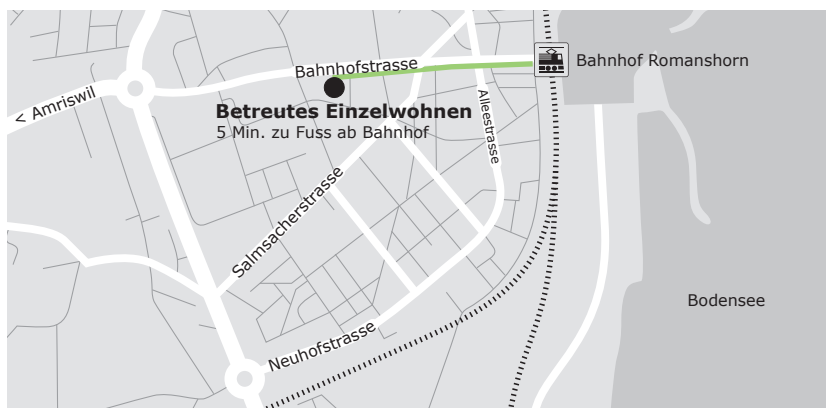 Bahnhofstrasse
Bahnhof Romanshorn
< Amriswil
Betreutes Einzelwohnen
5 Min. zu Fuss ab Bahnhof
Alleestrasse
Salmsacherstrasse
Bodensee
Neuhofstrasse